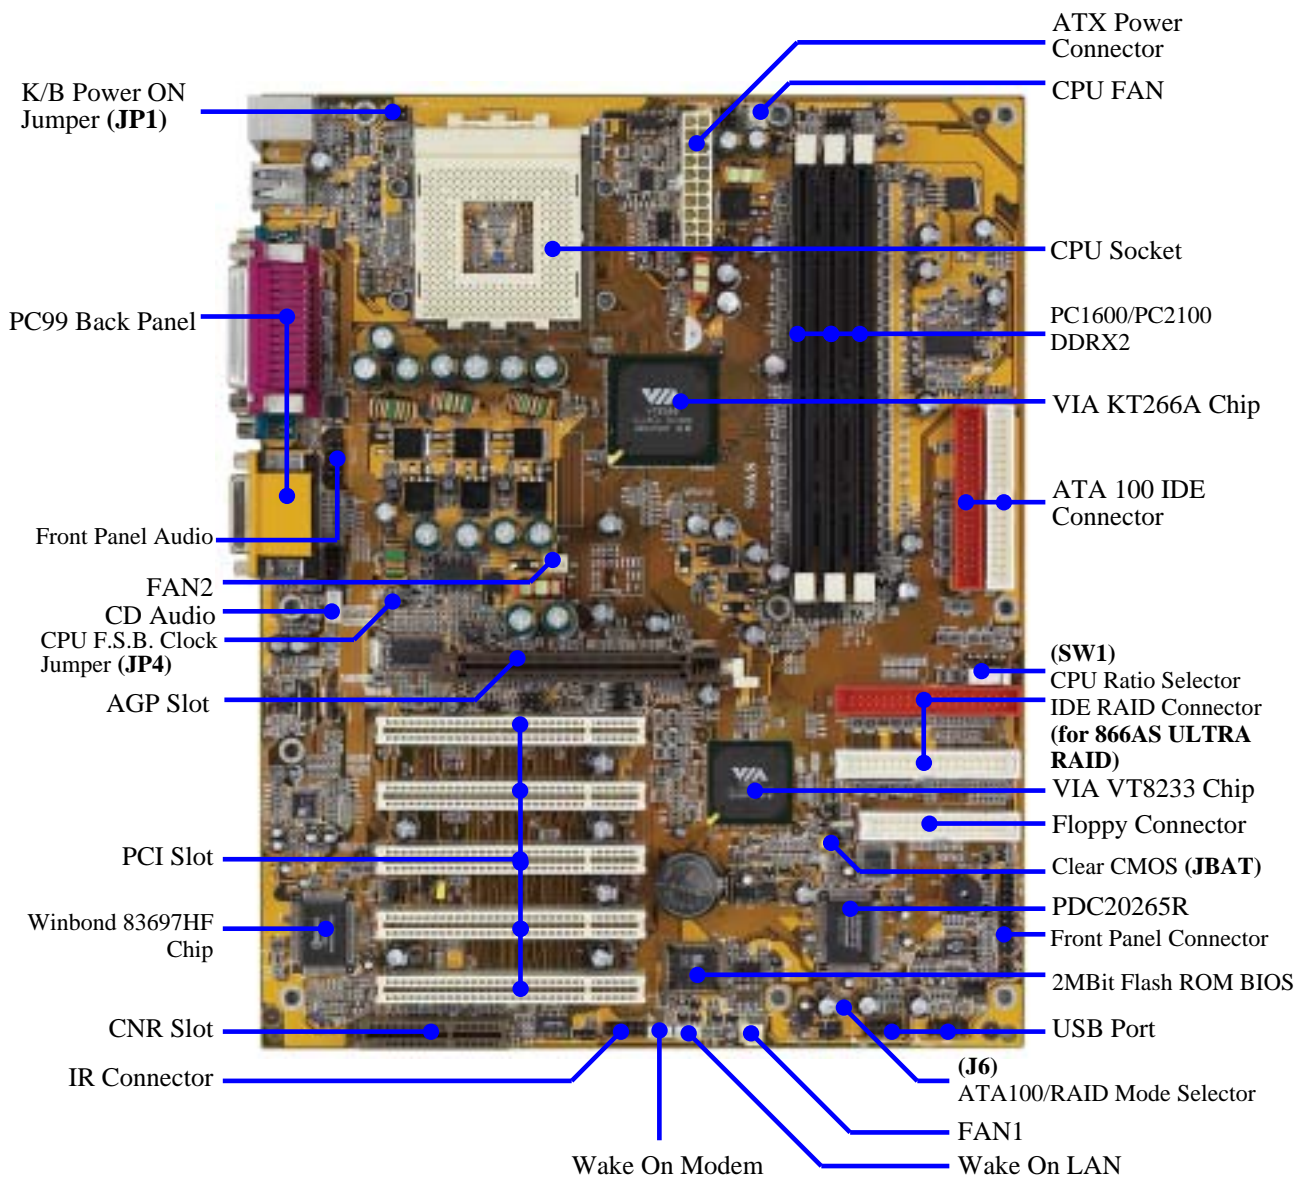 ATX Power
Connector
K/B Power ON
Jumper (JP1)
CPU FAN
CPU Socket
PC99 Back Panel
PC1600/PC2100
DDRX2
VIA KT266A Chip
VIA
ATA 100 IDE
Connector
866AS
Front Panel Audio
FAN2
CD Audio
CPU F.S.B. Clock
Jumper (JP4)
AGP Slot
(SW1)
CPU Ratio Selector
IDE RAID Connector
(for 866AS ULTRA
RAID)
VIA
VIA VT8233 Chip
Floppy Connector
PCI Slot
Clear CMOS (JBAT)
PDC20265R
Winbond 83697HF
Chip
Front Panel Connector
2MBit Flash ROM BIOS
CNR Slot
USB Port
IR Connector
(J6)
ATA100/RAID Mode Selector
FAN1
Wake On Modem
Wake On LAN